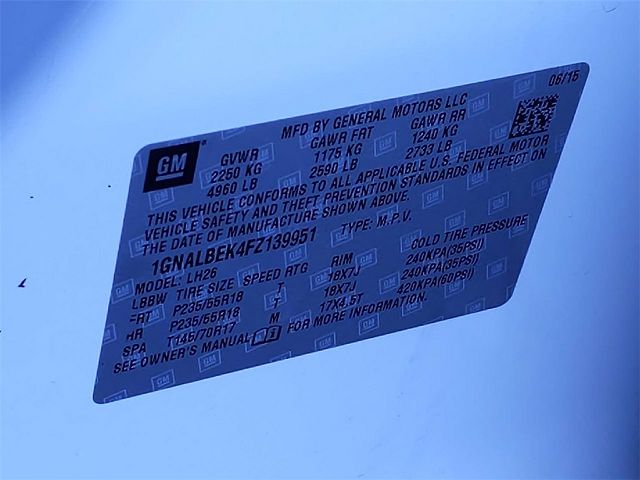 06/15
MFD BY GENERAL MOTORS LLC
GM
GVWR GAWR FRT GAWR RR
2250 KG 1175 KG 1240 KG
4960 LB 2590 LB 2733 LB
THIS VEHICLE CONFORMS TO ALL APPLICABLE U.S. FEDERAL MOTOR
VEHICLE SAFETY AND THEFT PREVENTION STANDARDS IN EFFECT ON
THE DATE OF MANUFACTURE SHOWN ABOVE.
1GNALBEK4FZ139951 TYPE: M.P.V.
MODEL: LH26
LBBW TIRE SIZE SPEED RTG RIM COLD TIRE PRESSURE
FRT P235/55R18 T 18X7J 240KPA(35PSI)
RR P235/55R18 T 18X7J 240KPA(35PSI)
SPA T145/70R17 M 17X4.5T 420KPA(60PSI)
SEE OWNER'S MANUAL FOR MORE INFORMATION.